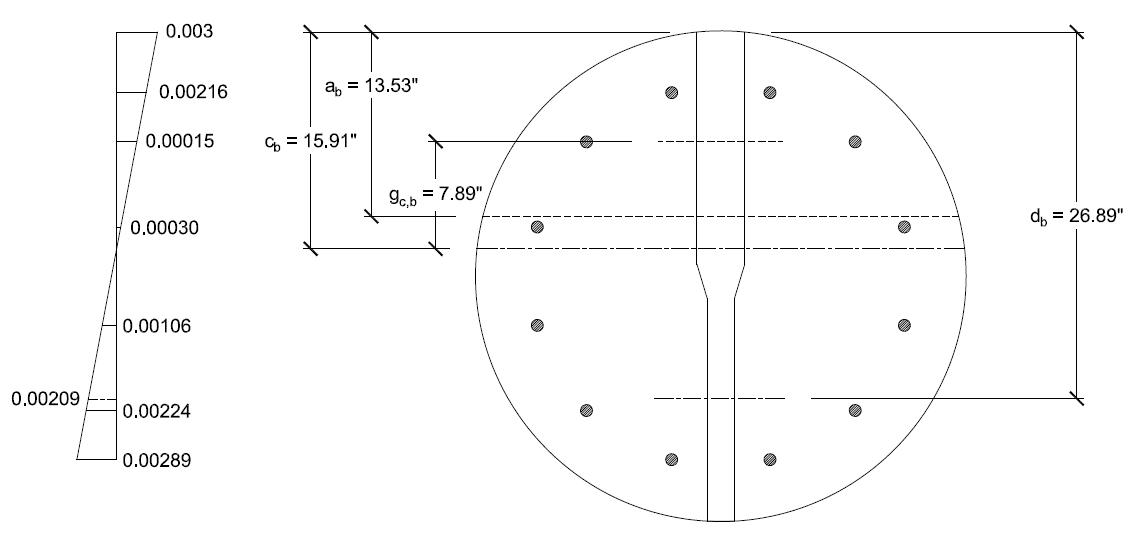 0.003
0.00216
0.00015
0.00030
0.00106
0.00209
0.00224
0.00289
a_b = 13.53"
c_b = 15.91"
g_c,b = 7.89"
d_b = 26.89"